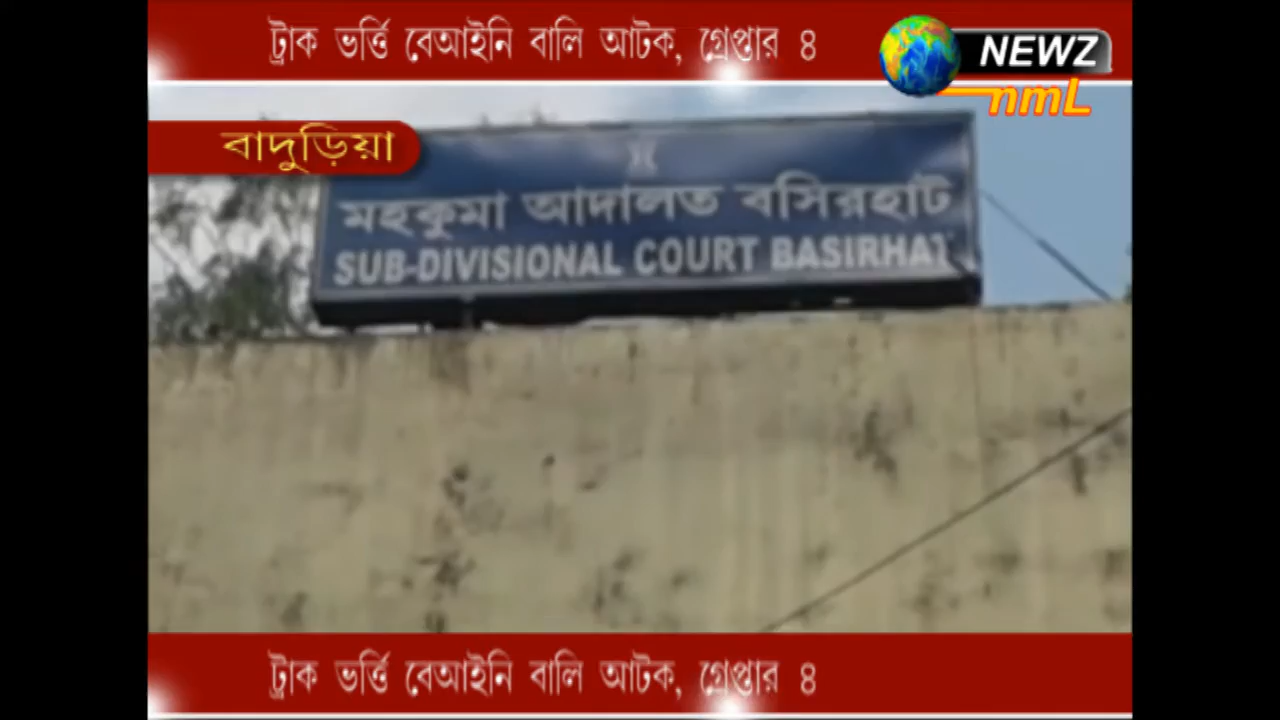 ট্রাক ভর্ত্তি বেআইনি বালি আটক, গ্রেপ্তার ৪
NEWZ
nmL
বাদুড়িয়া
মহকুমা আদালত বসিরহাট
SUB-DIVISIONAL COURT BASIRHAT
ট্রাক ভর্ত্তি বেআইনি বালি আটক, গ্রেপ্তার ৪